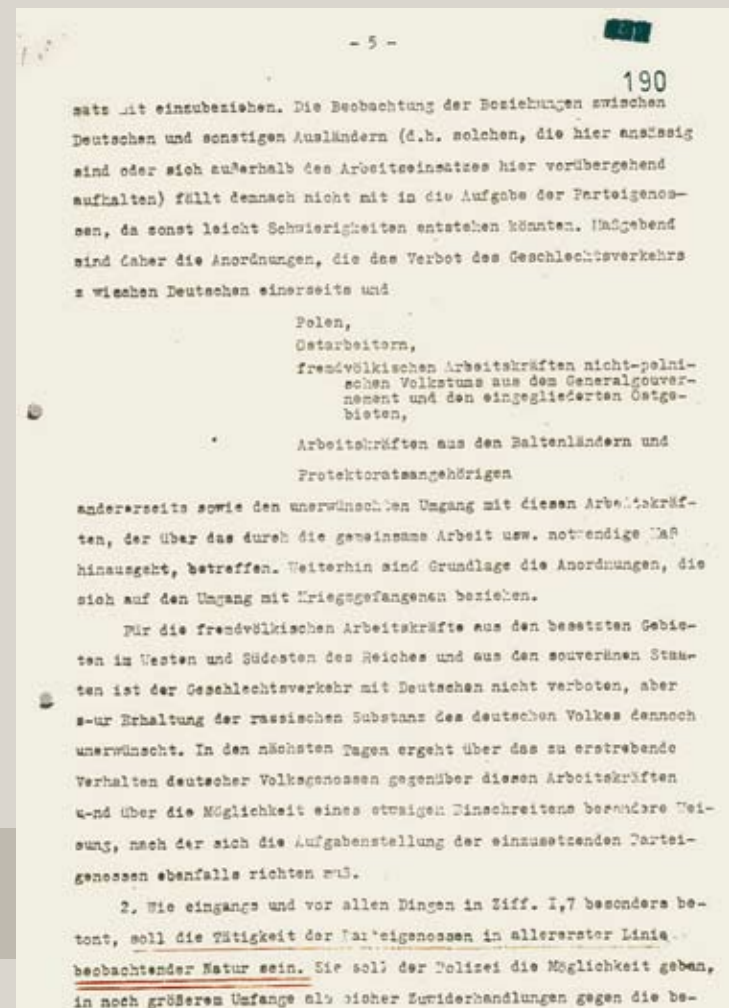 - 5 -
190
satz mit einzubeziehen. Die Beobachtung der Beziehungen zwischen
Deutschen und sonstigen Ausländern (d.h. solchen, die hier ansässig
sind oder sich außerhalb des Arbeitseinsatzes hier vorübergehend
aufhalten) fällt demnach nicht mit in die Aufgabe der Parteigenos-
sen, da sonst leicht Schwierigkeiten entstehen könnten. Maßgebend
sind daher die Anordnungen, die das Verbot des Geschlechtsverkehrs
z wischen Deutschen einerseits und
Polen,
Ostarbeitern,
fremdvölkischen Arbeitskräften nicht-polni-
schen Volkstums aus dem Generalgouver-
nement und den eingegliederten Ostge-
bieten,
Arbeitskräften aus den Baltenländern und
Protektoratsangehörigen
andererseits sowie den unerwünschten Umgang mit diesen Arbeitskräf-
ten, der über das durch die gemeinsame Arbeit usw. notwendige Maß
hinausgeht, betreffen. Weiterhin sind Grundlage die Anordnungen, die
sich auf den Umgang mit Kriegsgefangenen beziehen.
Für die fremdvölkischen Arbeitskräfte aus den besetzten Gebie-
ten im Westen und Südosten des Reiches und aus den souveränen Staa-
ten ist der Geschlechtsverkehr mit Deutschen nicht verboten, aber
z-ur Erhaltung der rassischen Substanz des deutschen Volkes dennoch
unerwünscht. In den nächsten Tagen ergeht über das zu erstrebende
Verhalten deutscher Volksgenossen gegenüber diesen Arbeitskräften
u-nd über die Möglichkeit eines etwaigen Einschreitens besondere Wei-
sung, nach der sich die Aufgabenstellung der einzusetzenden Partei-
genossen ebenfalls richten muß.
2. Wie eingangs und vor allen Dingen in Ziff. I,7 besonders be-
tont, soll die Tätigkeit der Parteigenossen in allererster Linie
beobachtender Natur sein. Sie soll der Polizei die Möglichkeit geben,
in noch größerem Umfange als bisher Zuwiderhandlungen gegen die be-